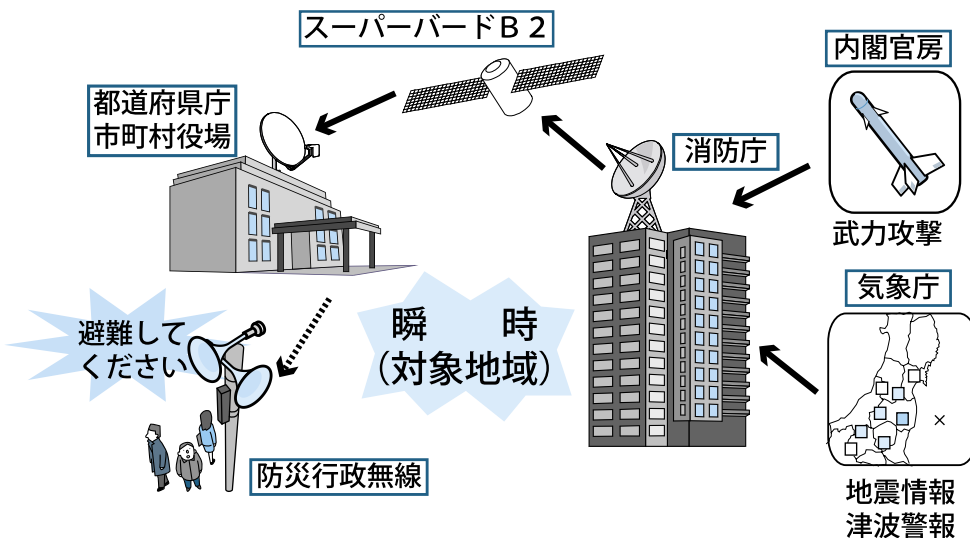 スーパーバードB2
内閣官房
都道府県庁
市町村役場
消防庁
武力攻撃
気象庁
瞬　時
（対象地域）
避難して
ください
×
防災行政無線
地震情報
津波警報